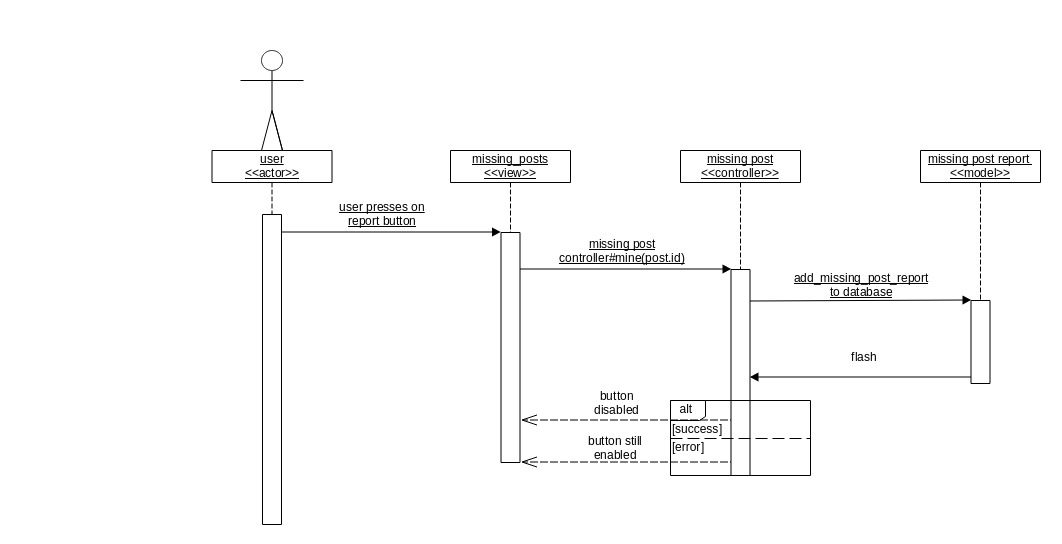 user
<<actor>>
missing_posts
<<view>>
missing post
<<controller>>
missing post report
<<model>>
user presses on
report button
missing post
controller#mine(post.id)
add_missing_post_report
to database
flash
button
disabled
alt
[success]
button still
enabled
[error]